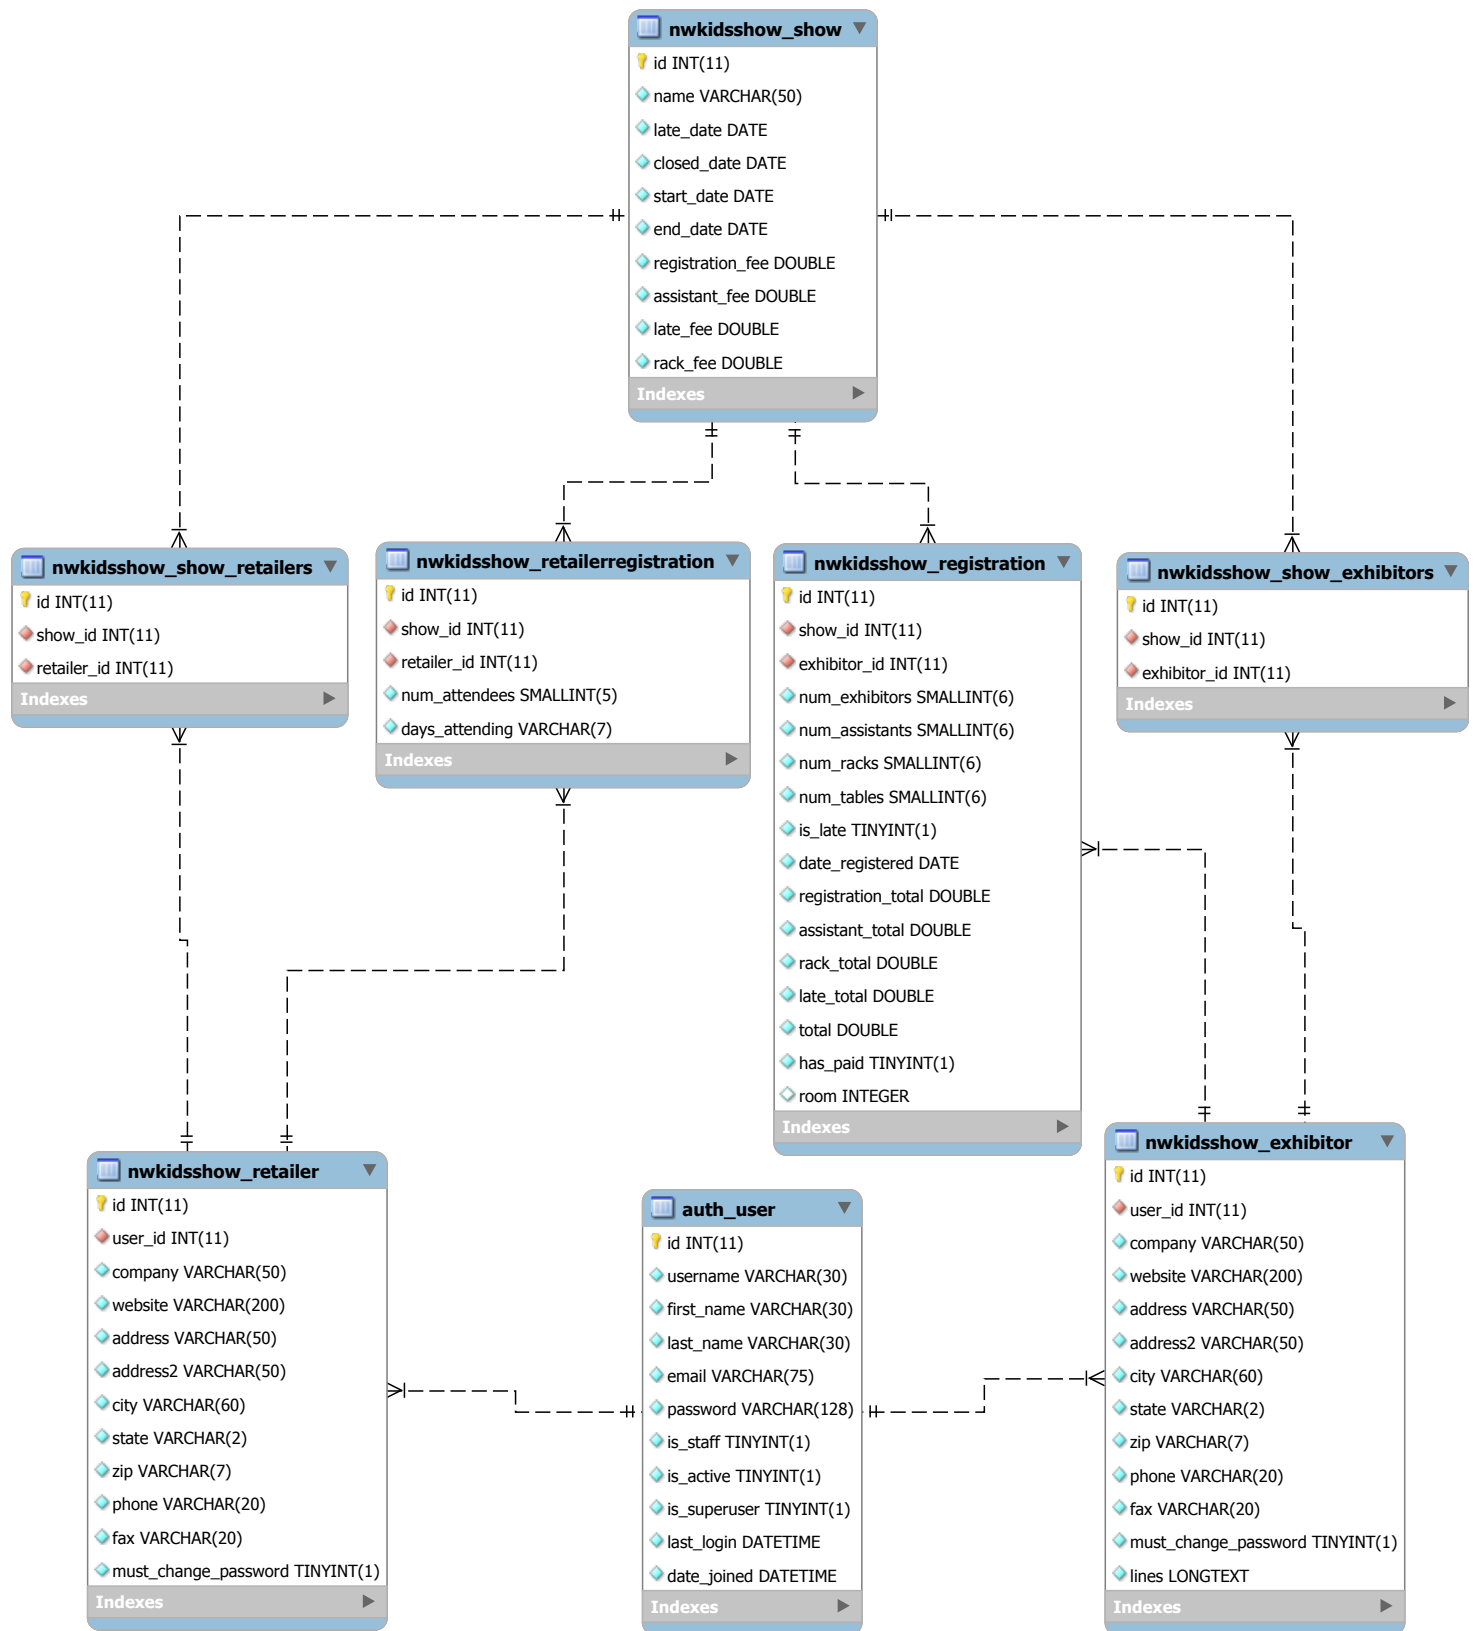 nwkidsshow_show
id INT(11)
name VARCHAR(50)
late_date DATE
closed_date DATE
start_date DATE
end_date DATE
registration_fee DOUBLE
assistant_fee DOUBLE
late_fee DOUBLE
rack_fee DOUBLE
Indexes
nwkidsshow_show_retailers
id INT(11)
show_id INT(11)
retailer_id INT(11)
Indexes
nwkidsshow_retailerregistration
id INT(11)
show_id INT(11)
retailer_id INT(11)
num_attendees SMALLINT(5)
days_attending VARCHAR(7)
Indexes
nwkidsshow_registration
id INT(11)
show_id INT(11)
exhibitor_id INT(11)
num_exhibitors SMALLINT(6)
num_assistants SMALLINT(6)
num_racks SMALLINT(6)
num_tables SMALLINT(6)
is_late TINYINT(1)
date_registered DATE
registration_total DOUBLE
assistant_total DOUBLE
rack_total DOUBLE
late_total DOUBLE
total DOUBLE
has_paid TINYINT(1)
room INTEGER
Indexes
nwkidsshow_show_exhibitors
id INT(11)
show_id INT(11)
exhibitor_id INT(11)
Indexes
nwkidsshow_retailer
id INT(11)
user_id INT(11)
company VARCHAR(50)
website VARCHAR(200)
address VARCHAR(50)
address2 VARCHAR(50)
city VARCHAR(60)
state VARCHAR(2)
zip VARCHAR(7)
phone VARCHAR(20)
fax VARCHAR(20)
must_change_password TINYINT(1)
Indexes
auth_user
id INT(11)
username VARCHAR(30)
first_name VARCHAR(30)
last_name VARCHAR(30)
email VARCHAR(75)
password VARCHAR(128)
is_staff TINYINT(1)
is_active TINYINT(1)
is_superuser TINYINT(1)
last_login DATETIME
date_joined DATETIME
Indexes
nwkidsshow_exhibitor
id INT(11)
user_id INT(11)
company VARCHAR(50)
website VARCHAR(200)
address VARCHAR(50)
address2 VARCHAR(50)
city VARCHAR(60)
state VARCHAR(2)
zip VARCHAR(7)
phone VARCHAR(20)
fax VARCHAR(20)
must_change_password TINYINT(1)
lines LONGTEXT
Indexes